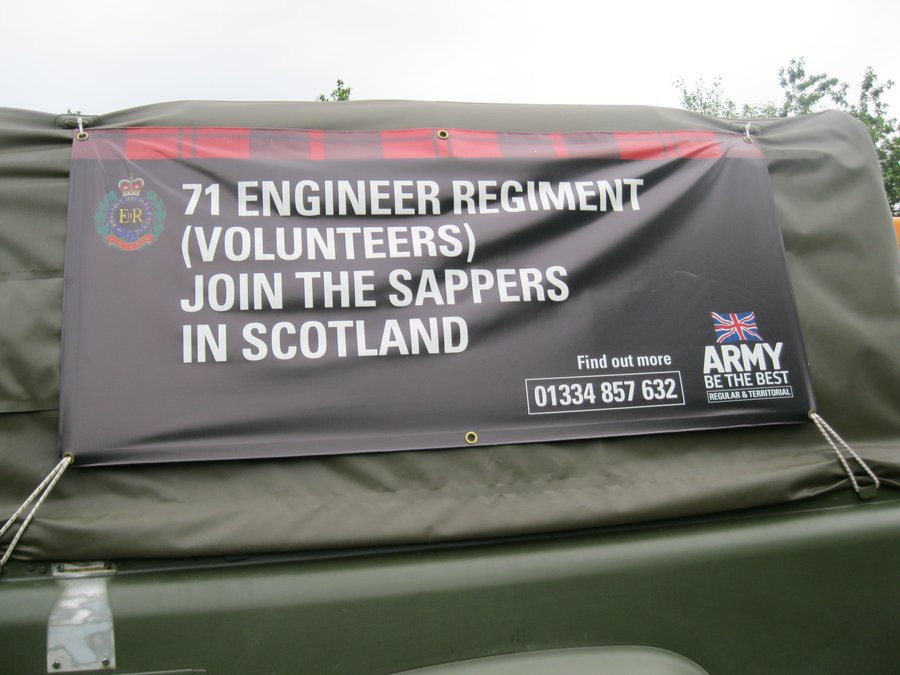 71 ENGINEER REGIMENT
(VOLUNTEERS)
JOIN THE SAPPERS
IN SCOTLAND
Find out more
01334 857 632
ARMY
BE THE BEST
REGULAR & TERRITORIAL
E II R